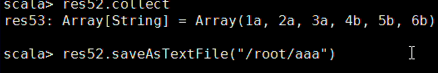 scala> res52.collect
res53: Array[String] = Array(1a, 2a, 3a, 4b, 5b, 6b)
scala> res52.saveAsTextFile("/root/aaa")